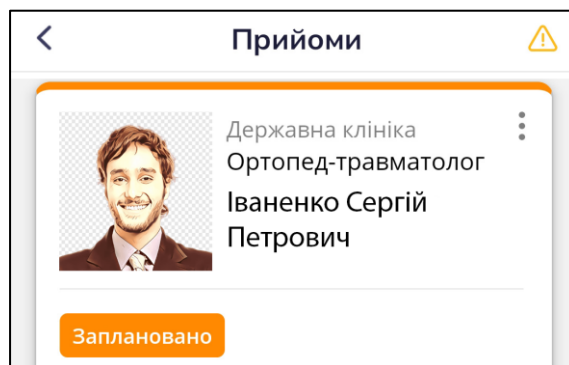 Прийоми
Державна клініка
Ортопед-травматолог
Іваненко Сергій
Петрович
Заплановано